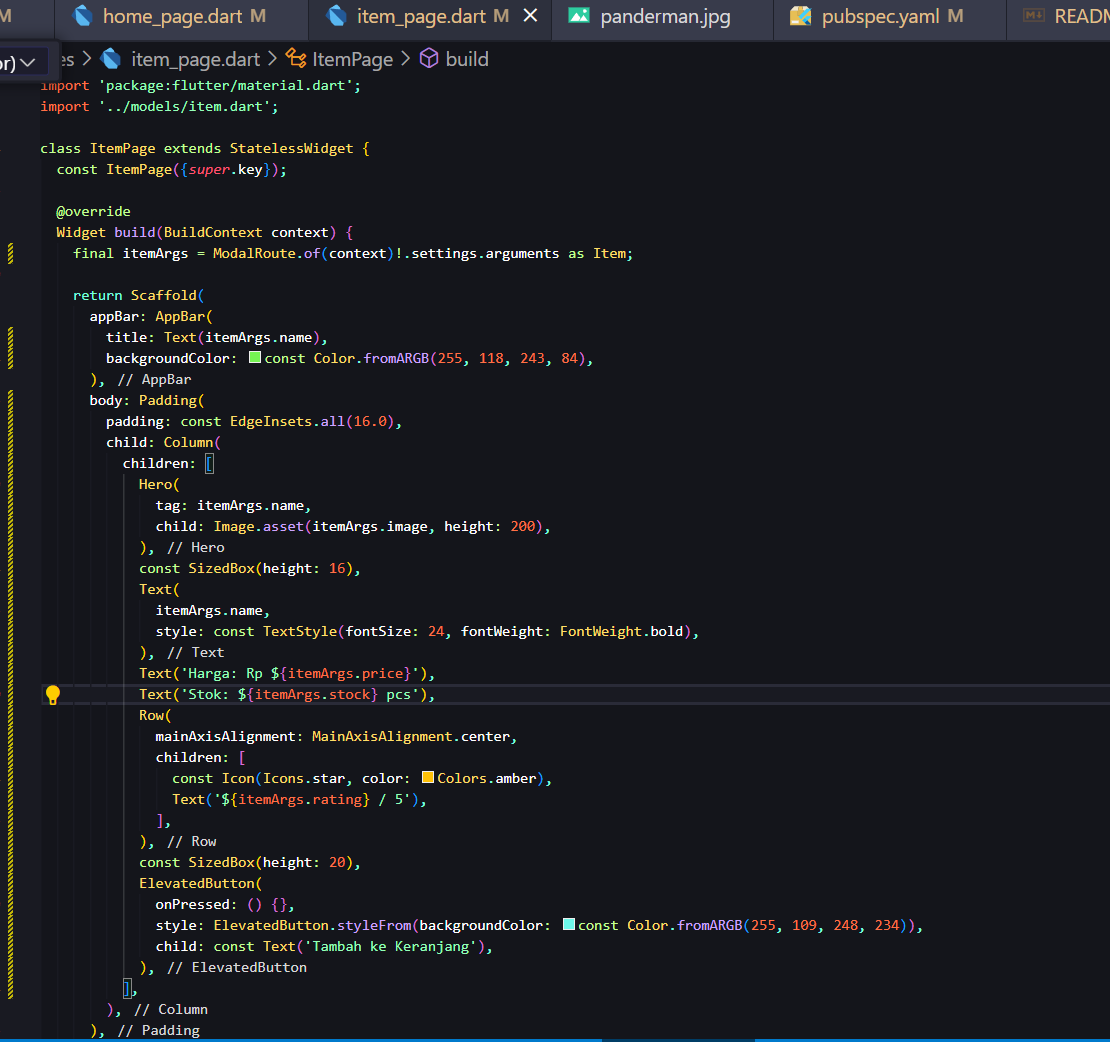 M home_page.dart M item_page.dart M panderman.jpg pubspec.yaml M
or) es > item_page.dart > ItemPage > build
import 'package:flutter/material.dart';
import '../models/item.dart';
class ItemPage extends StatelessWidget {
  const ItemPage({super.key});
  @override
  Widget build(BuildContext context) {
    final itemArgs = ModalRoute.of(context)!.settings.arguments as Item;
    return Scaffold(
      appBar: AppBar(
        title: Text(itemArgs.name),
        backgroundColor: const Color.fromARGB(255, 118, 243, 84),
      ), // AppBar
      body: Padding(
        padding: const EdgeInsets.all(16.0),
        child: Column(
          children: [
            Hero(
              tag: itemArgs.name,
              child: Image.asset(itemArgs.image, height: 200),
            ), // Hero
            const SizedBox(height: 16),
            Text(
              itemArgs.name,
              style: const TextStyle(fontSize: 24, fontWeight: FontWeight.bold),
            ), // Text
            Text('Harga: Rp ${itemArgs.price}'),
            Text('Stok: ${itemArgs.stock} pcs'),
            Row(
              mainAxisAlignment: MainAxisAlignment.center,
              children: [
                const Icon(Icons.star, color: Colors.amber),
                Text('${itemArgs.rating} / 5'),
              ],
            ), // Row
            const SizedBox(height: 20),
            ElevatedButton(
              onPressed: () {},
              style: ElevatedButton.styleFrom(backgroundColor: const Color.fromARGB(255, 109, 248, 234)),
              child: const Text('Tambah ke Keranjang'),
            ), // ElevatedButton
          ],
        ), // Column
      ), // Padding